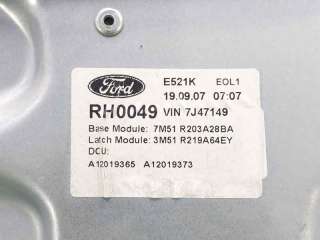 Ford E521K EOL1
19.09.07 07:07
RH0049 VIN 7J47149
Base Module: 7M51 R203A28BA
Latch Module: 3M51 R219A64EY
DCU:
A12019365 A12019373